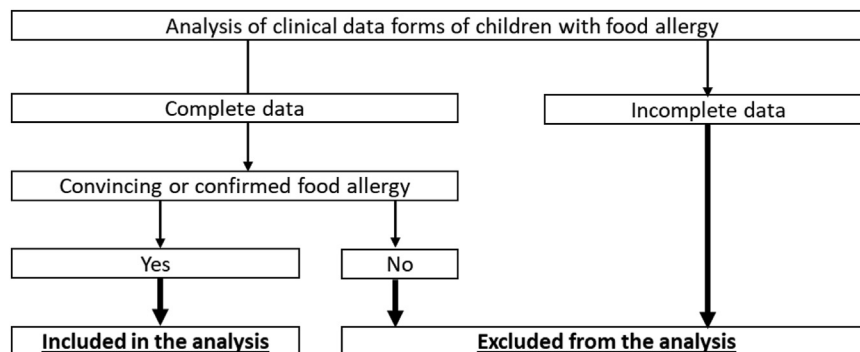 Analysis of clinical data forms of children with food allergy
Complete data
Incomplete data
Convincing or confirmed food allergy
Yes
No
Included in the analysis
Excluded from the analysis